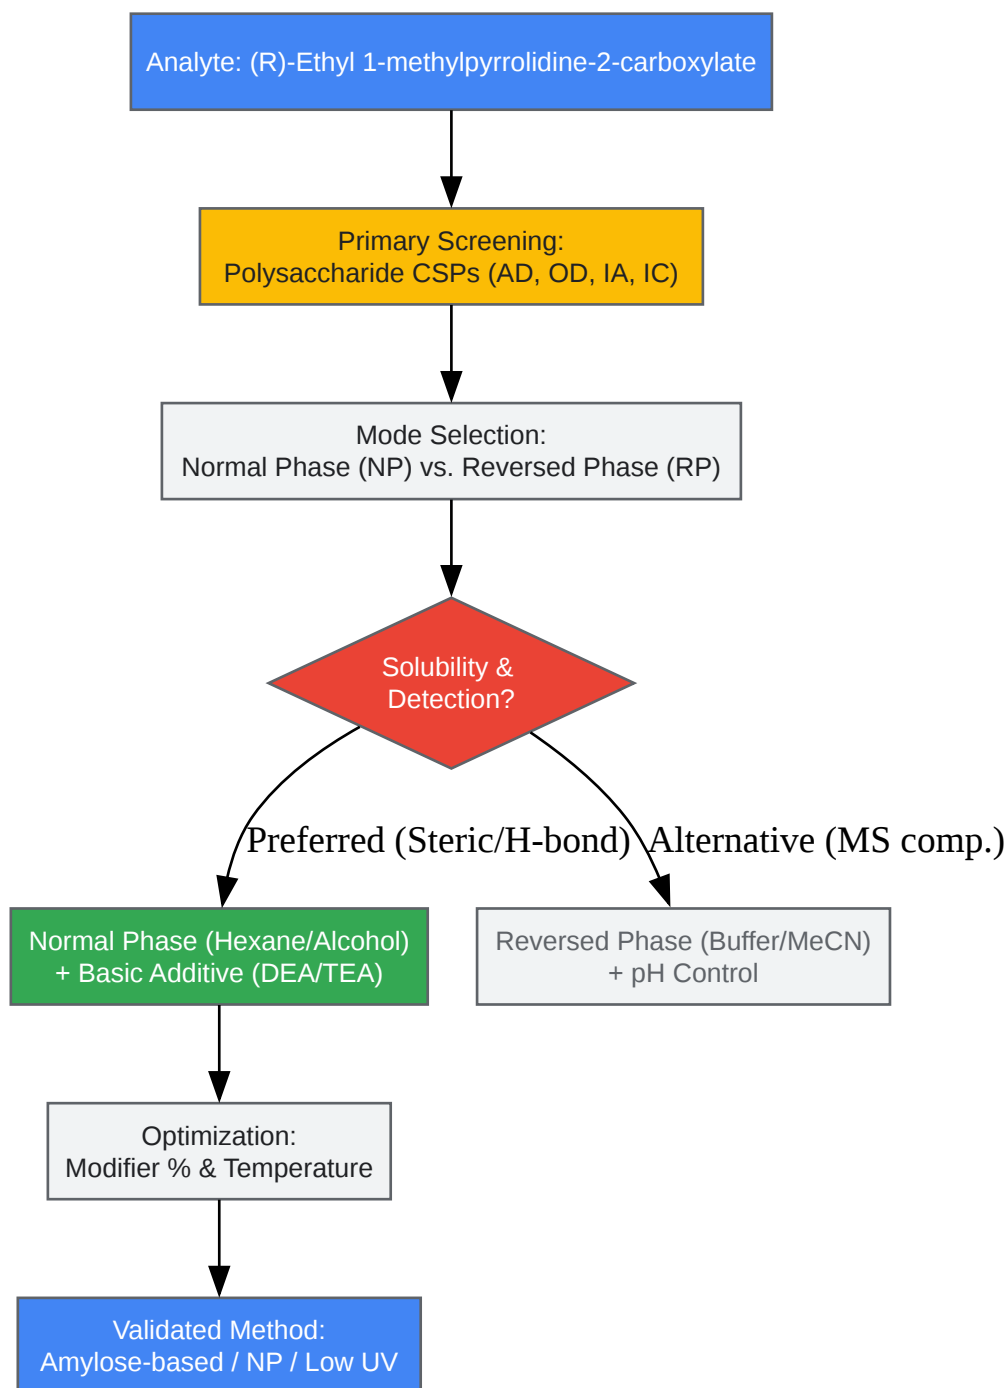 Analyte: (R)-Ethyl 1-methylpyrrolidine-2-carboxylate
Primary Screening:
Polysaccharide CSPs (AD, OD, IA, IC)
Mode Selection:
Normal Phase (NP) vs. Reversed Phase (RP)
Solubility &
Detection?
Preferred (Steric/H-bond)
Alternative (MS comp.)
Normal Phase (Hexane/Alcohol)
+ Basic Additive (DEA/TEA)
Reversed Phase (Buffer/MeCN)
+ pH Control
Optimization:
Modifier % & Temperature
Validated Method:
Amylose-based / NP / Low UV